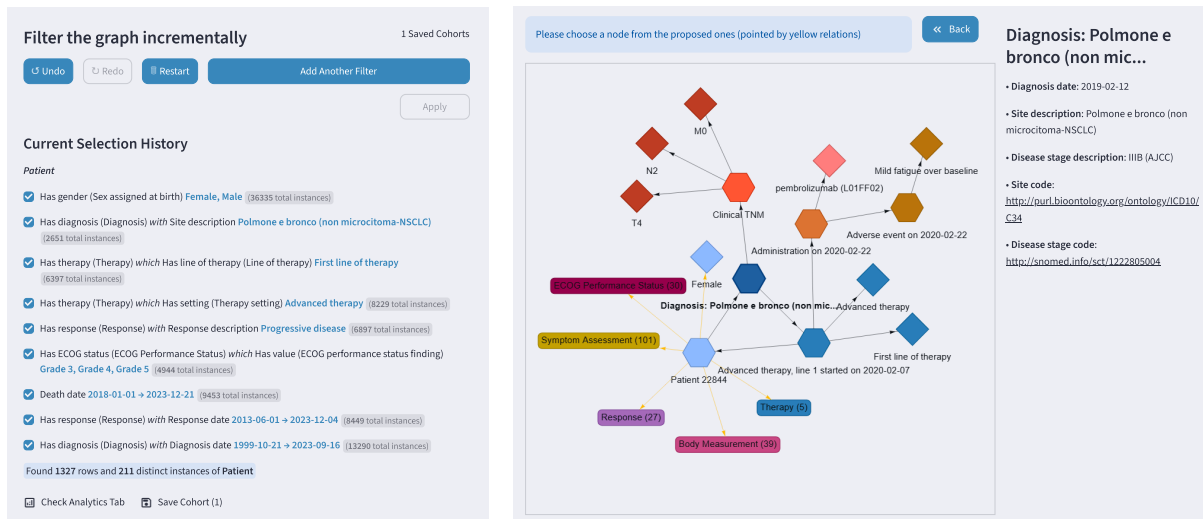 Filter the graph incrementally
1 Saved Cohorts
Undo
Redo
Restart
Add Another Filter
Apply
Current Selection History
Patient
Has gender (Sex assigned at birth) Female, Male (36335 total instances)
Has diagnosis (Diagnosis) with Site description Polmone e bronco (non microcitoma-NSCLC)
(2651 total instances)
Has therapy (Therapy) which Has line of therapy (Line of therapy) First line of therapy
(6397 total instances)
Has therapy (Therapy) which Has setting (Therapy setting) Advanced therapy (8229 total instances)
Has response (Response) with Response description Progressive disease (6897 total instances)
Has ECOG status (ECOG Performance Status) which Has value (ECOG performance status finding)
Grade 3, Grade 4, Grade 5 (4944 total instances)
Death date 2018-01-01 → 2023-12-21 (9453 total instances)
Has response (Response) with Response date 2013-06-01 → 2023-12-04 (8449 total instances)
Has diagnosis (Diagnosis) with Diagnosis date 1999-10-21 → 2023-09-16 (13290 total instances)
Found 1327 rows and 211 distinct instances of Patient
Check Analytics Tab
Save Cohort (1)
Please choose a node from the proposed ones (pointed by yellow relations)
« Back
M0
N2
T4
Clinical TNM
pembrolizumab (L01FF02)
Mild fatigue over baseline
Adverse event on 2020-02-22
Administration on 2020-02-22
Female
ECOG Performance Status (30)
Diagnosis: Polmone e bronco (non mic...
Advanced therapy
Symptom Assessment (101)
First line of therapy
Advanced therapy, line 1 started on 2020-02-07
Patient 22844
Therapy (5)
Response (27)
Body Measurement (39)
Diagnosis: Polmone e
bronco (non mic...
• Diagnosis date: 2019-02-12
• Site description: Polmone e bronco (non
microcitoma-NSCLC)
• Disease stage description: IIIB (AJCC)
• Site code:
http://purl.bioontology.org/ontology/ICD10/
C34
• Disease stage code:
http://snomed.info/sct/1222805004